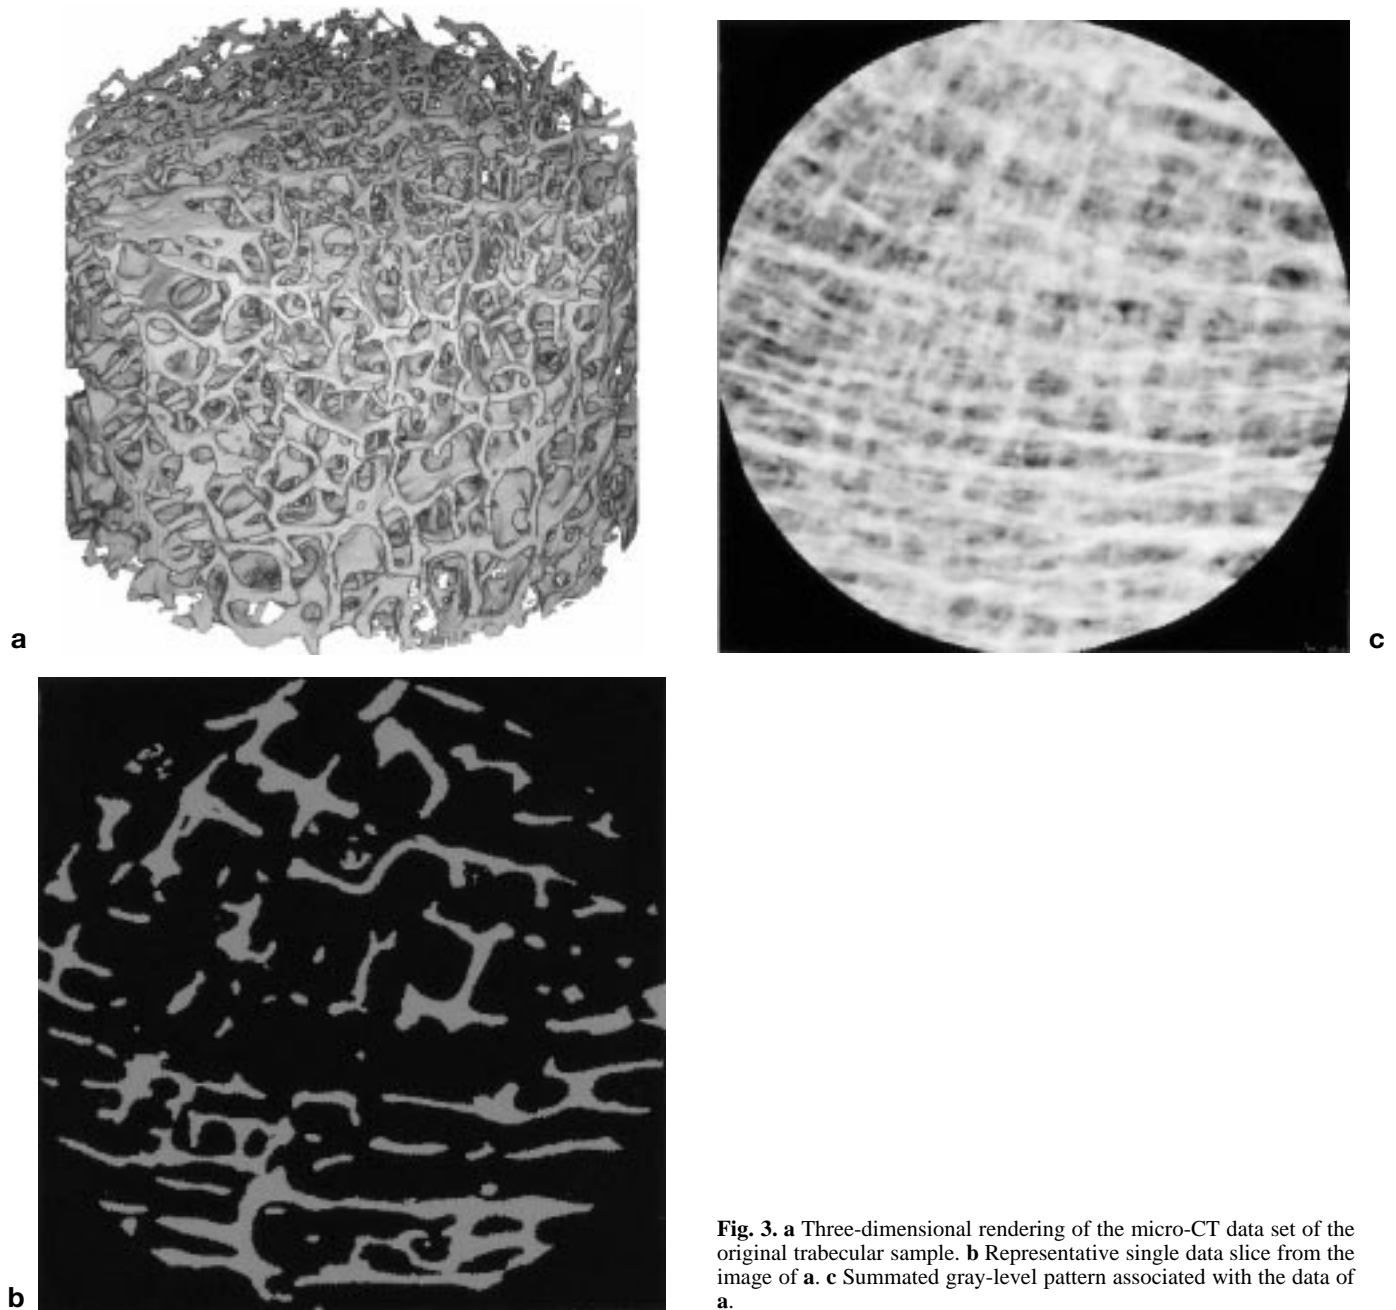 a
c
b
Fig. 3. a Three-dimensional rendering of the micro-CT data set of the
original trabecular sample. b Representative single data slice from the
image of a. c Summated gray-level pattern associated with the data of
a.